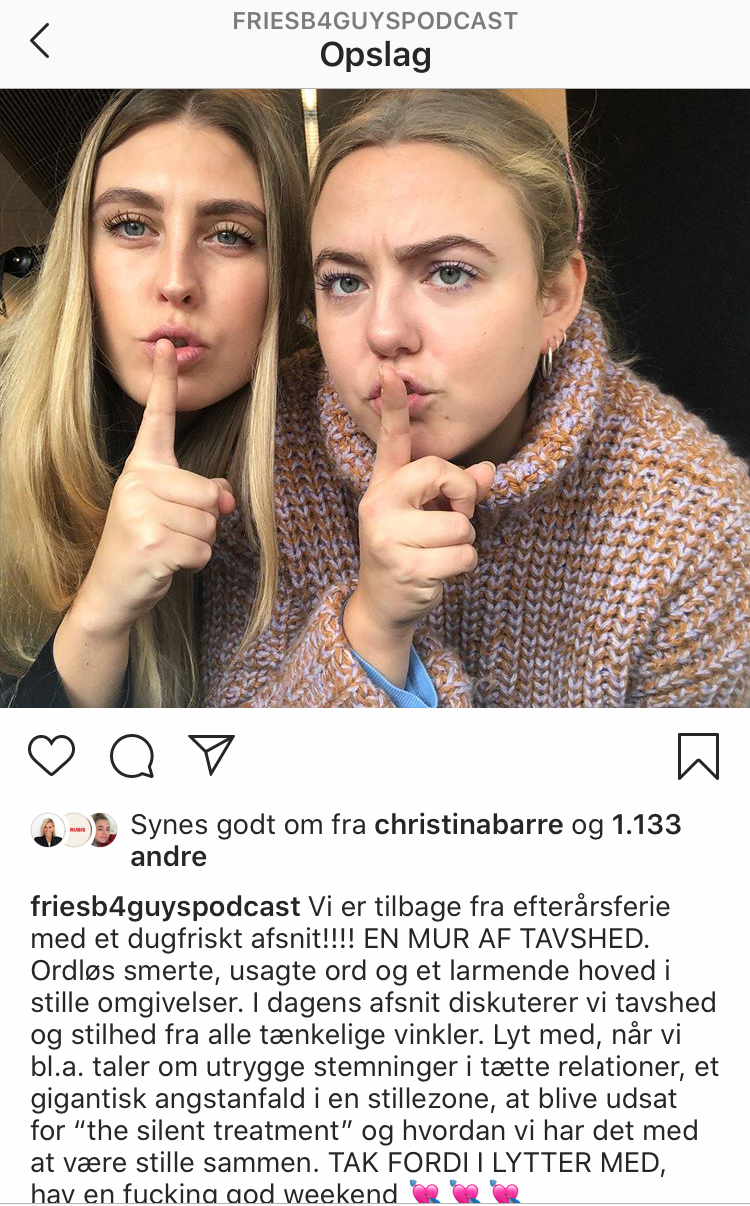 FRIESB4GUYSPODCAST
Opslag
RUBIS
Synes godt om fra christinabarre og 1.133
andre
friesb4guyspodcast Vi er tilbage fra efterårsferie
med et dugfriskt afsnit!!!! EN MUR AF TAVSHED.
Ordløs smerte, usagte ord og et larmende hoved i
stille omgivelser. I dagens afsnit diskuterer vi tavshed
og stilhed fra alle tænkelige vinkler. Lyt med, når vi
bl.a. taler om utrygge stemninger i tætte relationer, et
gigantisk angstanfald i en stillezone, at blive udsat
for “the silent treatment” og hvordan vi har det med
at være stille sammen. TAK FORDI I LYTTER MED,
hav en fucking god weekend 💘 💘 💘